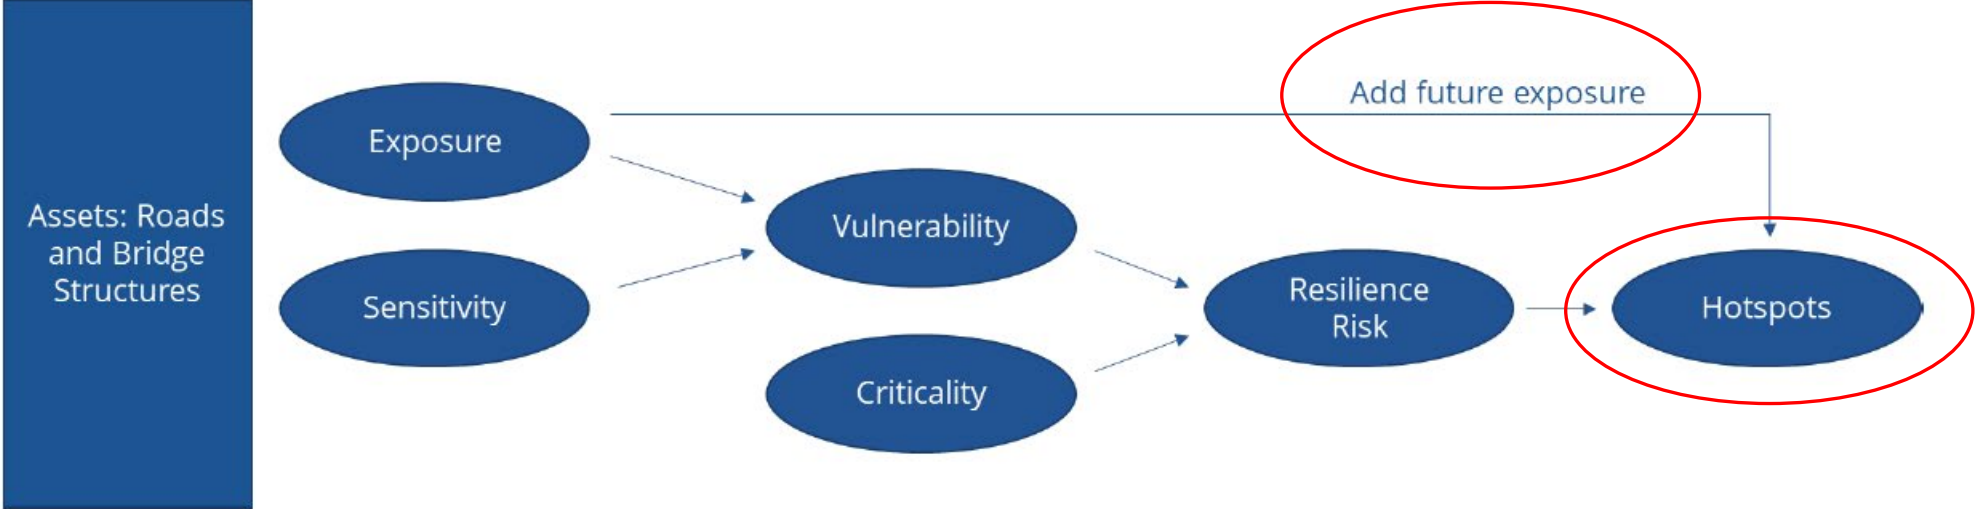 Assets: Roads
and Bridge
Structures
Exposure
Sensitivity
Vulnerability
Criticality
Resilience
Risk
Add future exposure
Hotspots